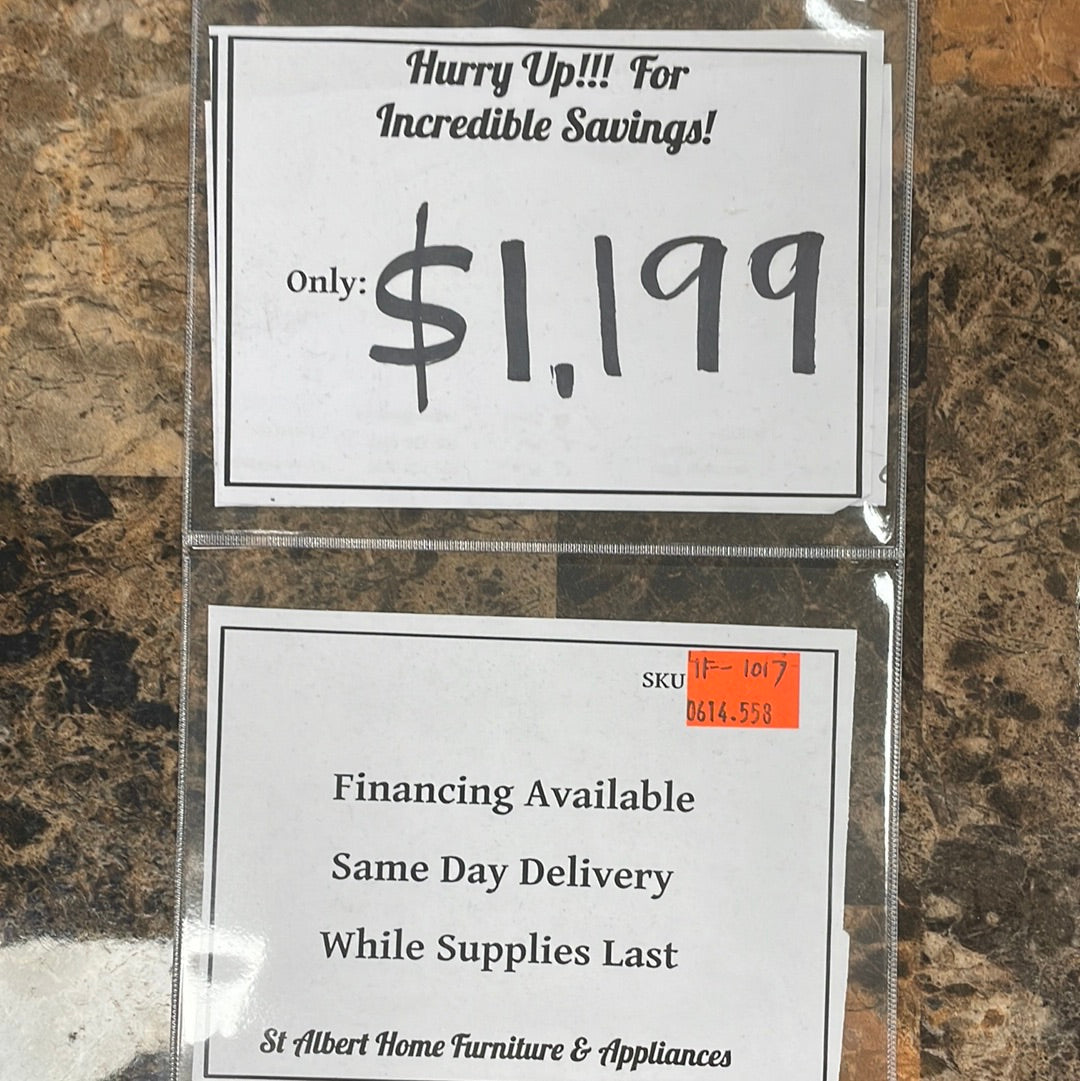 Hurry Up!!! For
Incredible Savings!
Only: $1,199
SKU IF- 1017
0614.558
Financing Available
Same Day Delivery
While Supplies Last
St Albert Home Furniture & Appliances